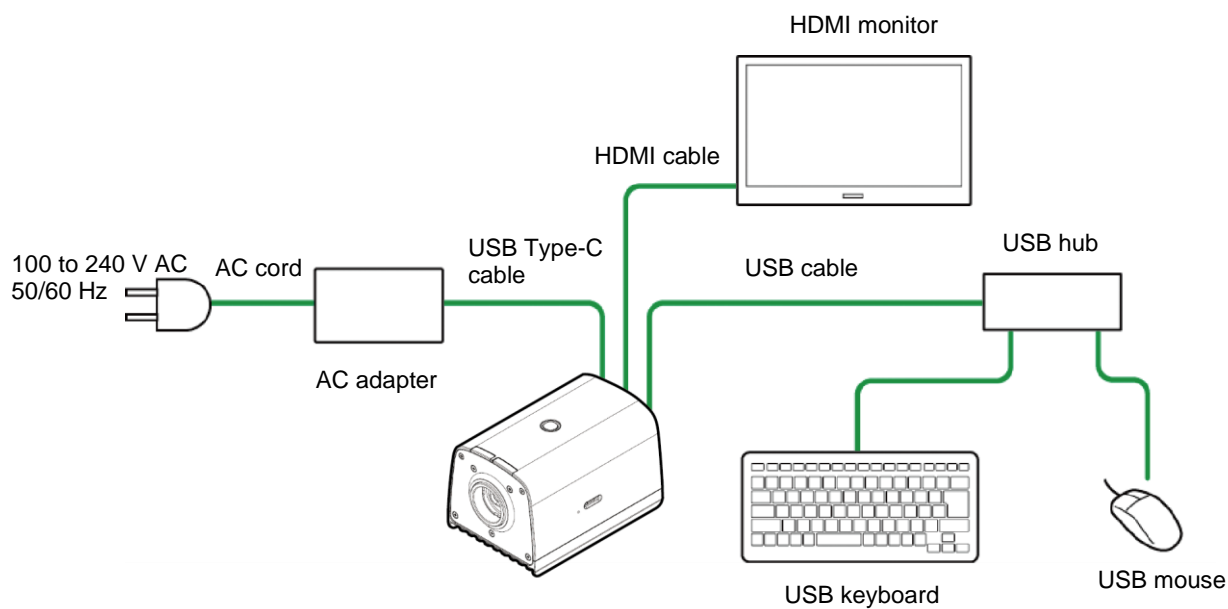 HDMI monitor
HDMI cable
USB hub
USB Type-C
cable
USB cable
100 to 240 V AC
50/60 Hz
AC cord
AC adapter
USB mouse
USB keyboard